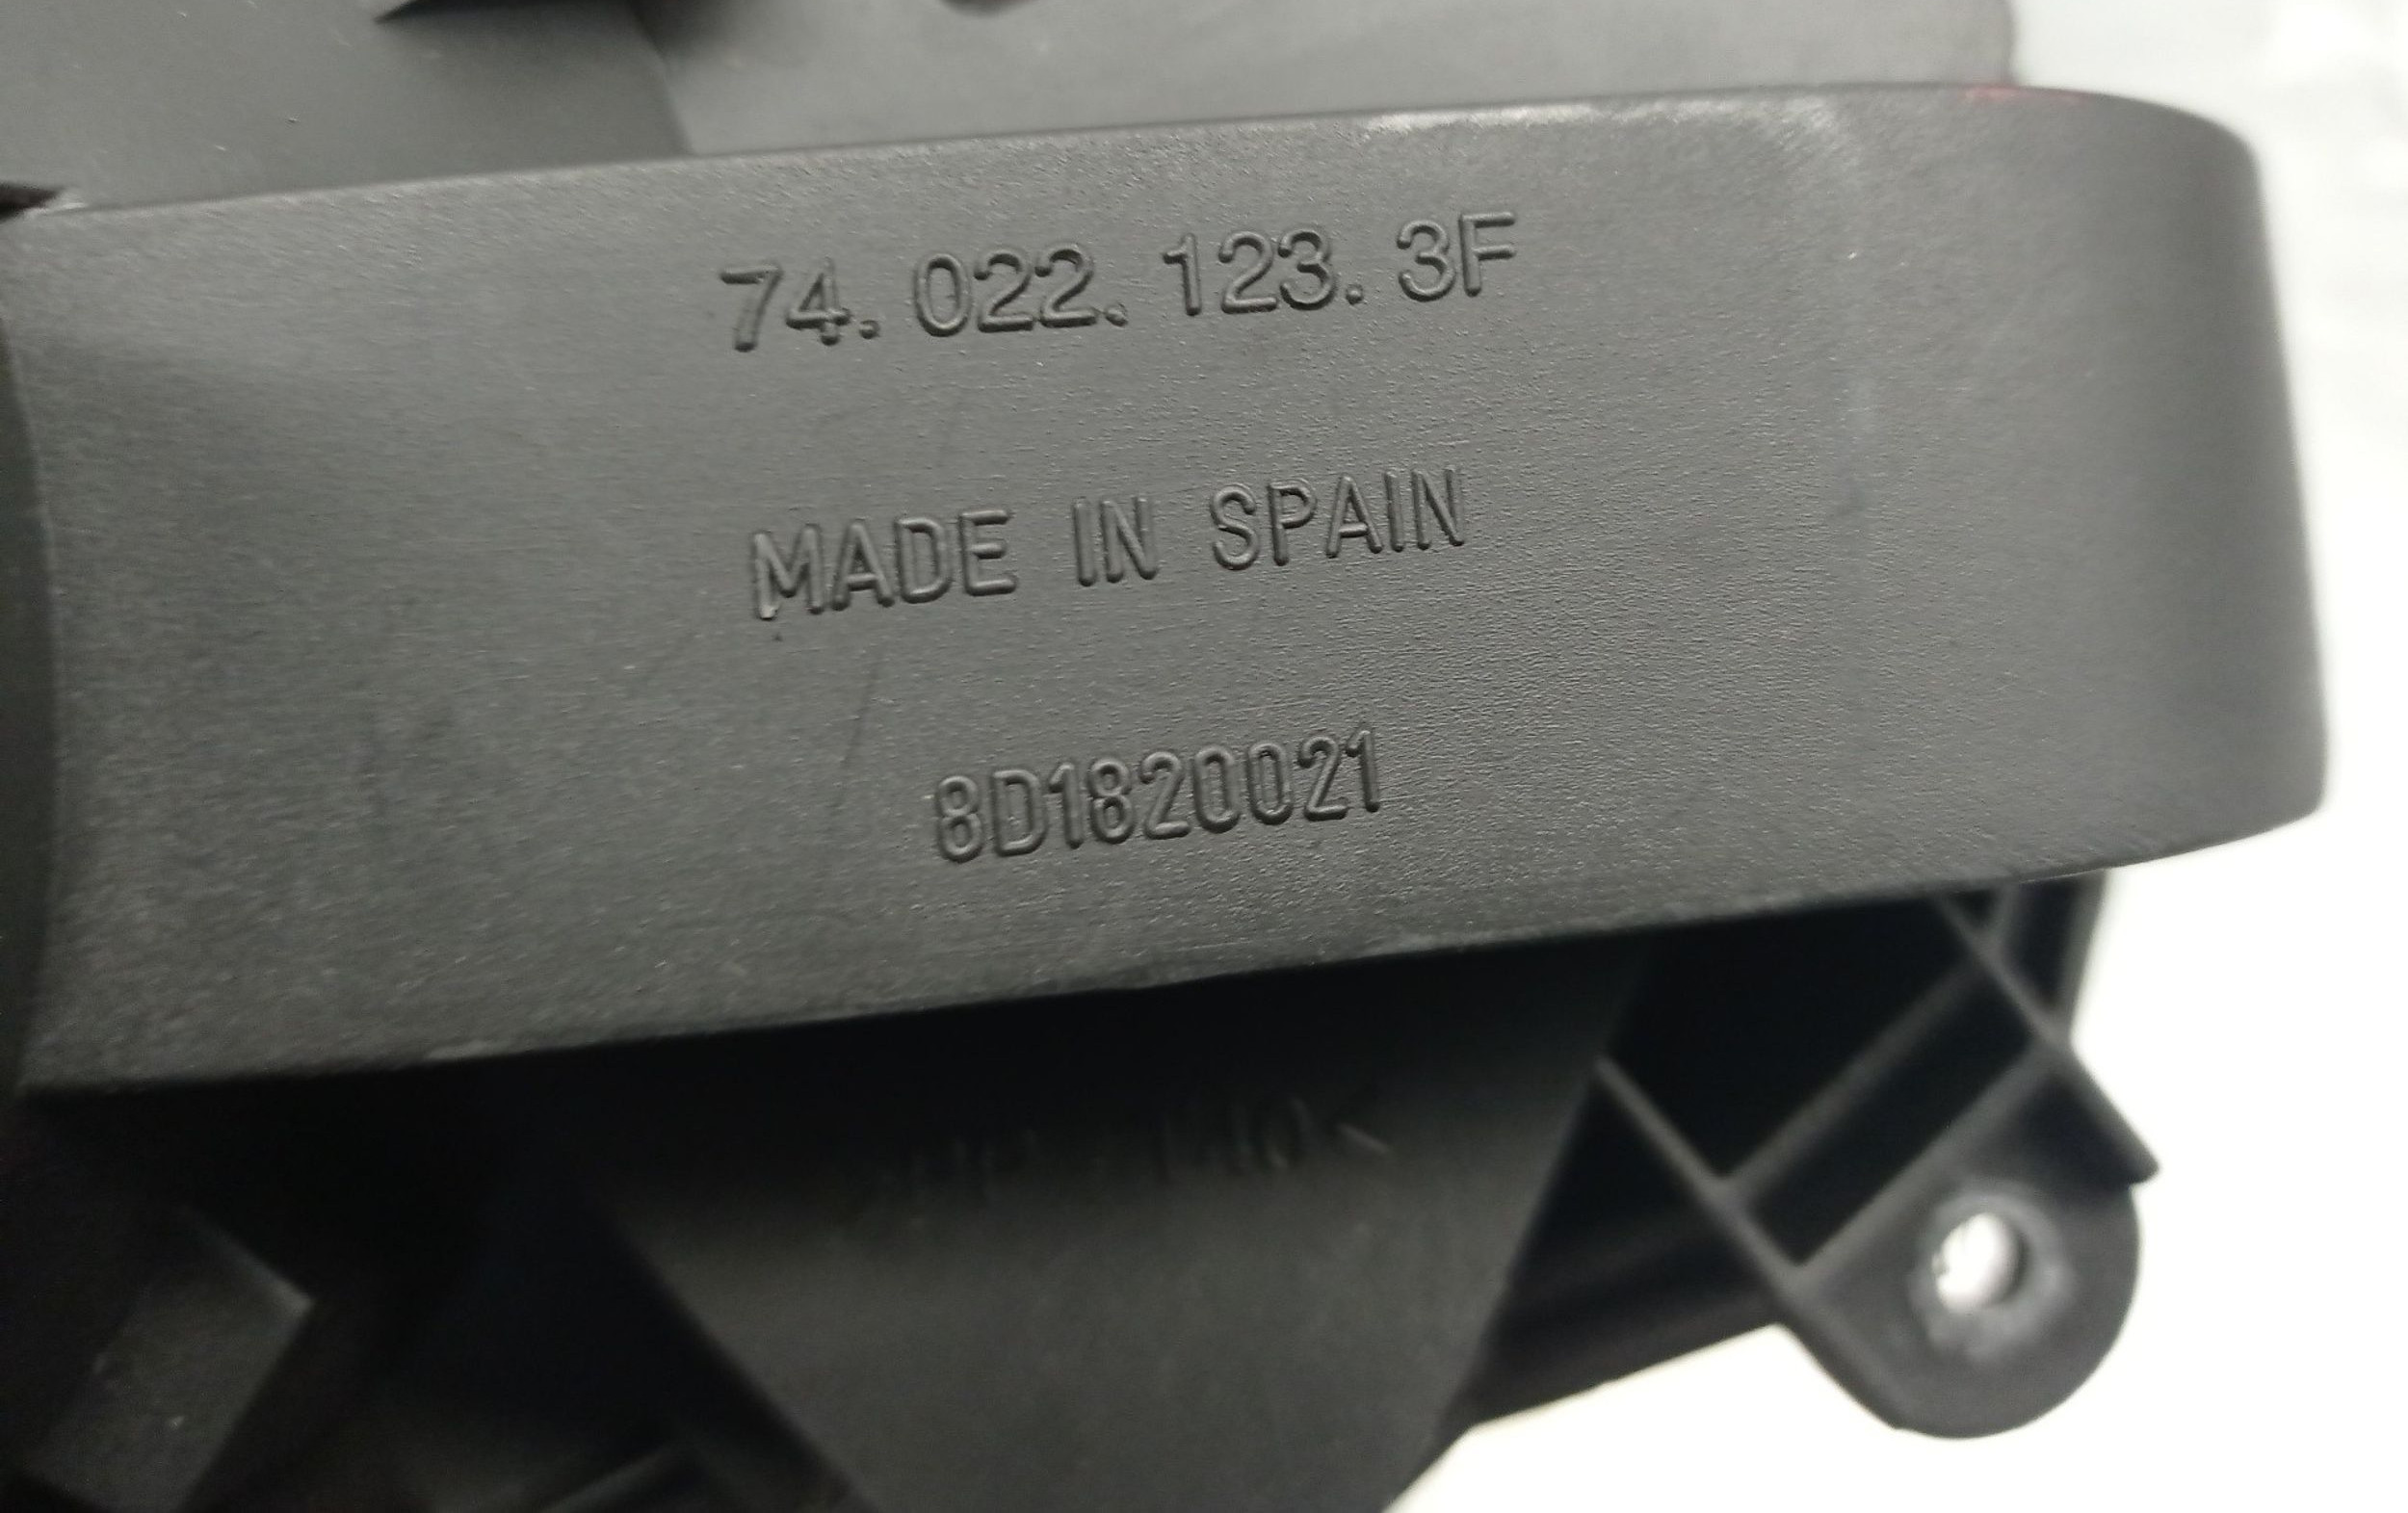 74. 022. 123. 3F
MADE IN SPAIN
8D1820021